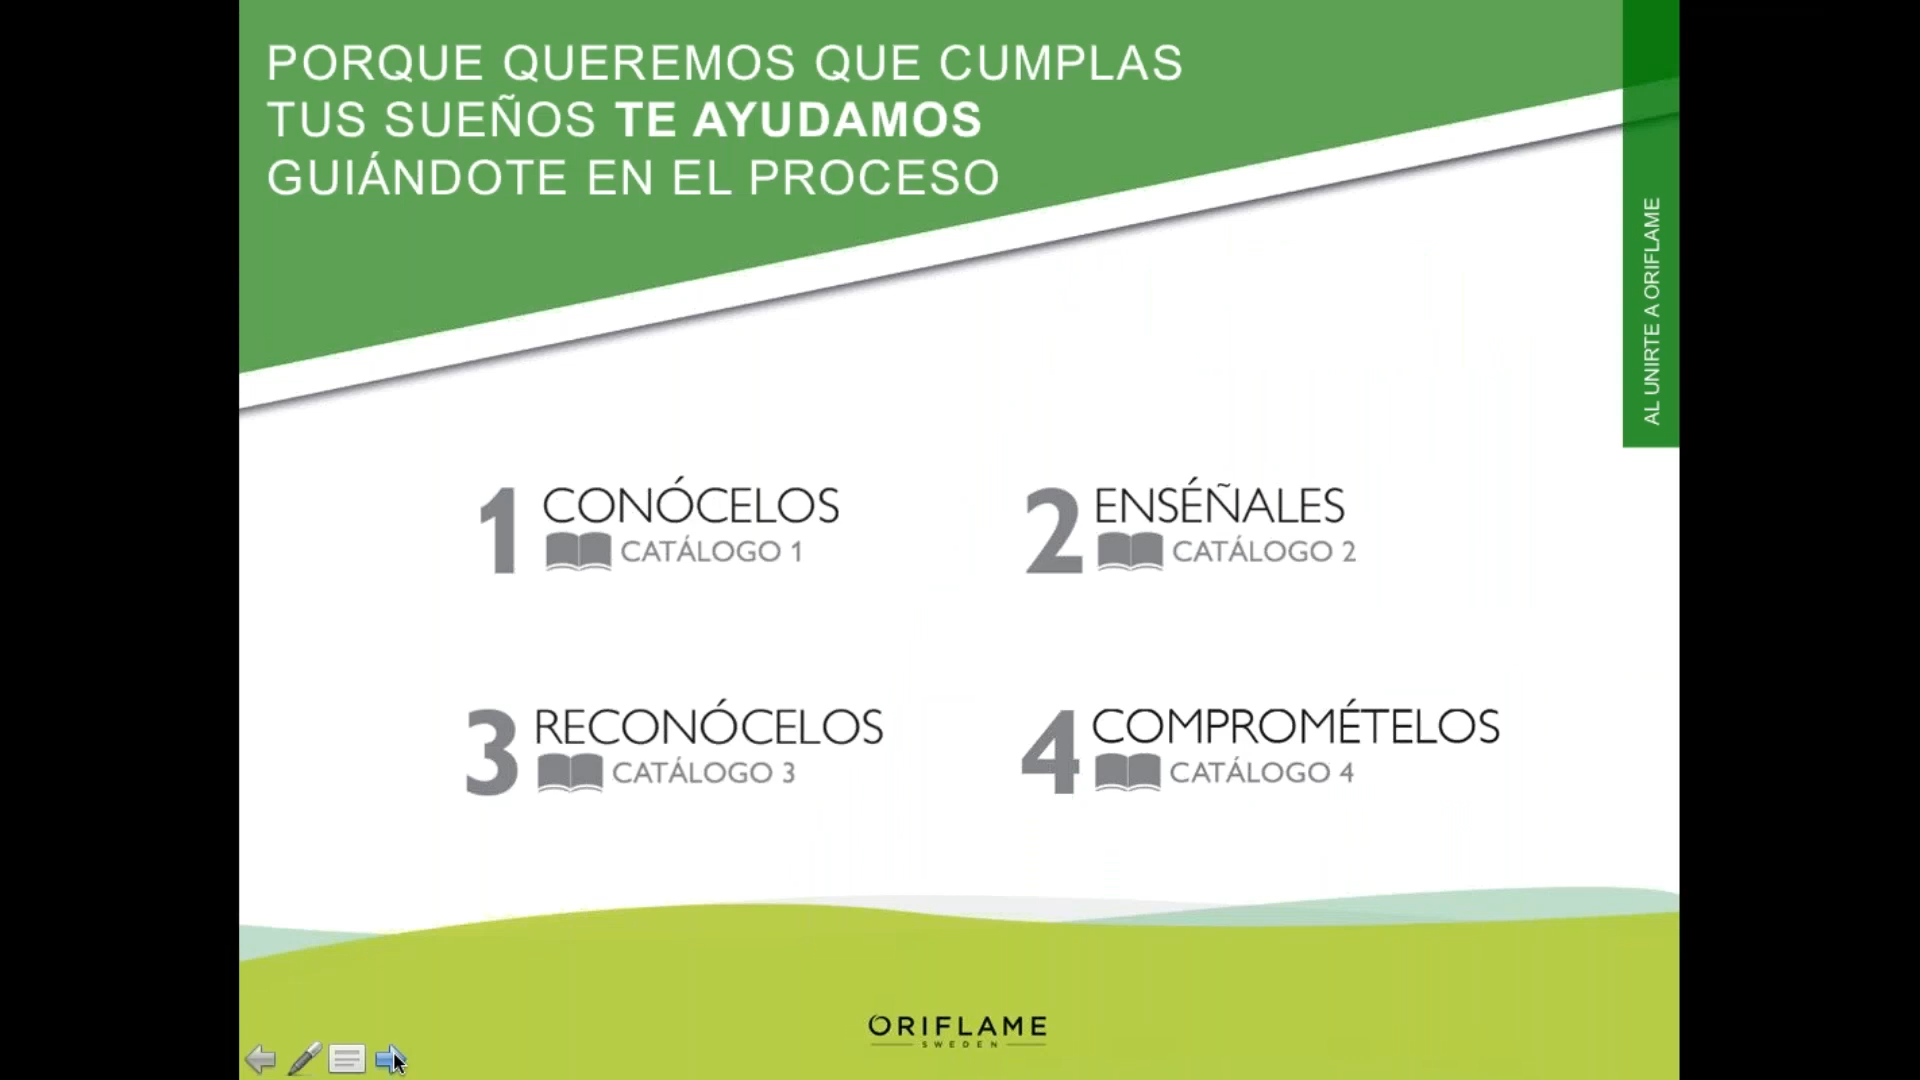 PORQUE QUEREMOS QUE CUMPLAS
TUS SUEÑOS TE AYUDAMOS
GUIÁNDOTE EN EL PROCESO
AL UNIRTE A ORIFLAME
1 CONÓCELOS
CATÁLOGO 1
2 ENSÉÑALES
CATÁLOGO 2
3 RECONÓCELOS
CATÁLOGO 3
4 COMPROMÉTELOS
CATÁLOGO 4
ORIFLAME
SWEDEN